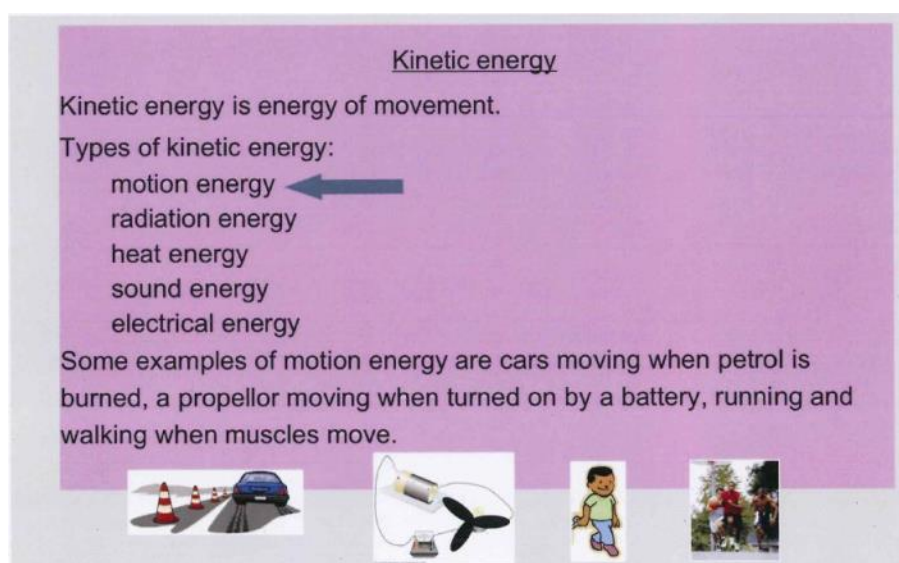 Kinetic energy
Kinetic energy is energy of movement.
Types of kinetic energy:
motion energy
radiation energy
heat energy
sound energy
electrical energy
Some examples of motion energy are cars moving when petrol is
burned, a propellor moving when turned on by a battery, running and
walking when muscles move.